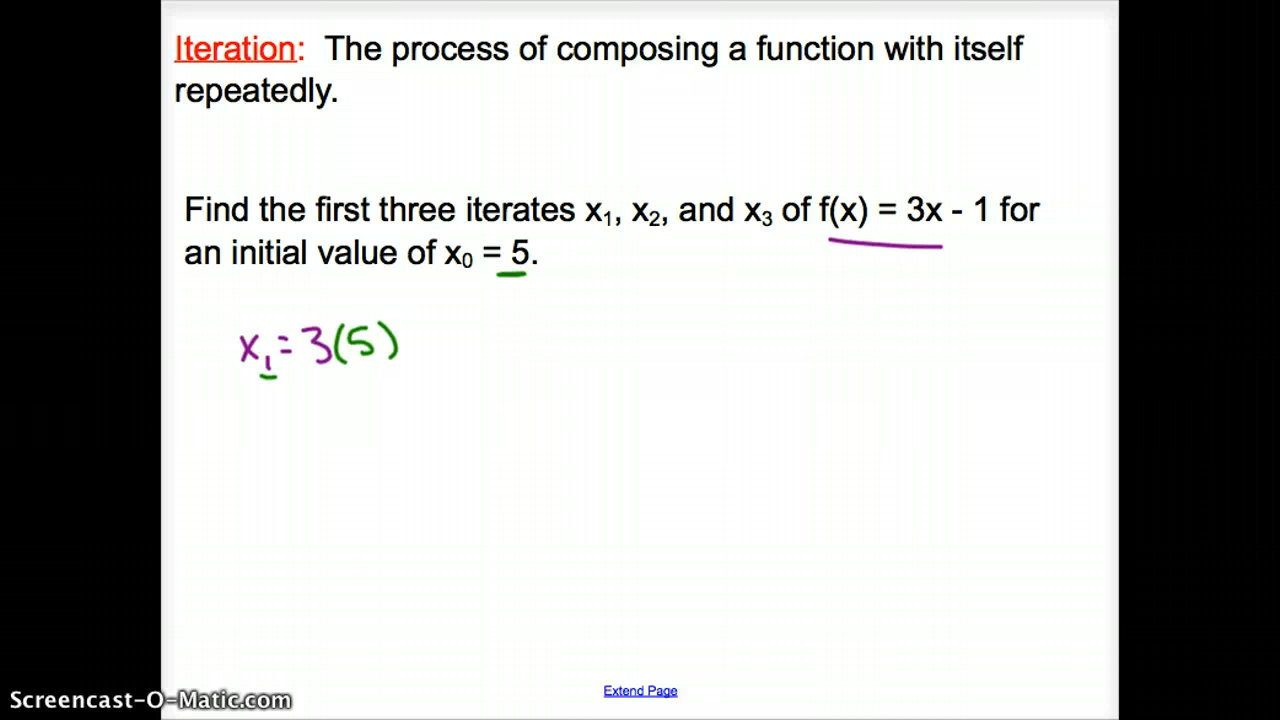 Iteration: The process of composing a function with itself
repeatedly.
Find the first three iterates x₁, x₂, and x₃ of f(x) = 3x - 1 for
an initial value of x₀ = 5.
x₁ = 3(5)
Extend Page
Screencast-O-Matic.com